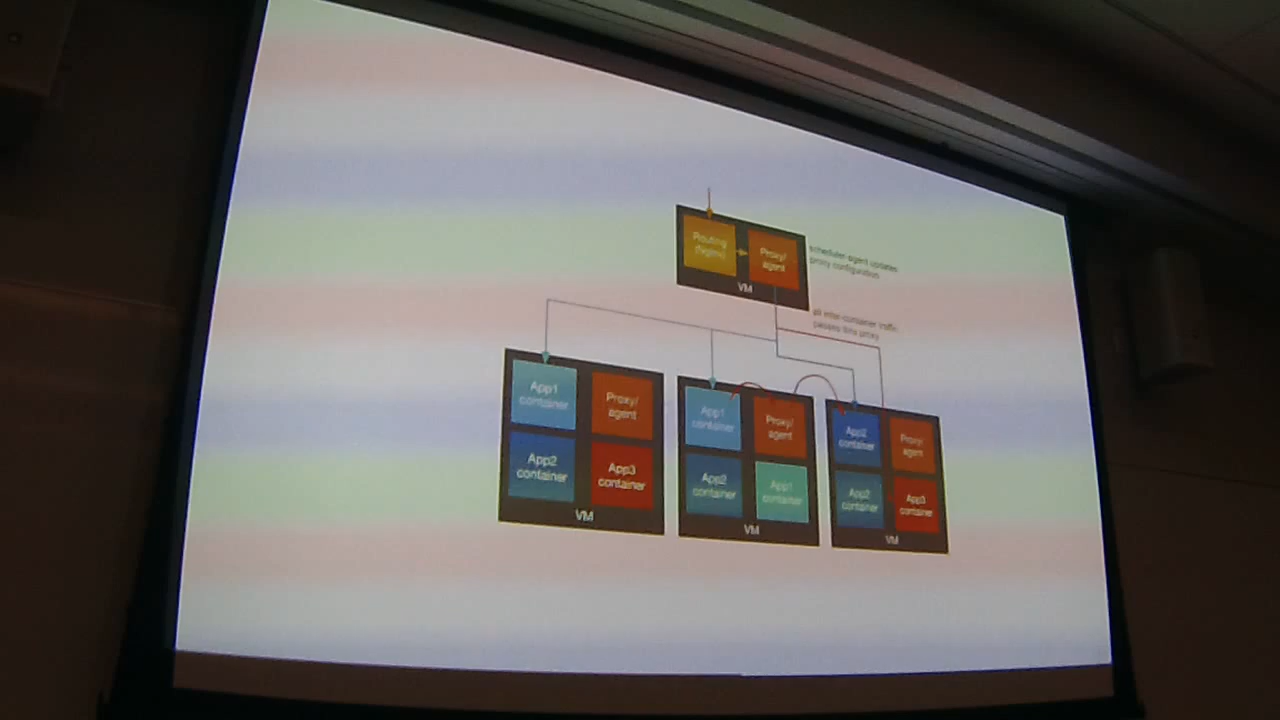 Routing
(Nginx)
Proxy/
agent
VM
scheduler-agent updates
proxy configuration
all inter-container traffic
passes this proxy
App1
container
Proxy/
agent
App2
container
App3
container
VM
App1
container
Proxy/
agent
App2
container
App1
container
VM
App2
container
Proxy/
agent
App2
container
App3
container
VM